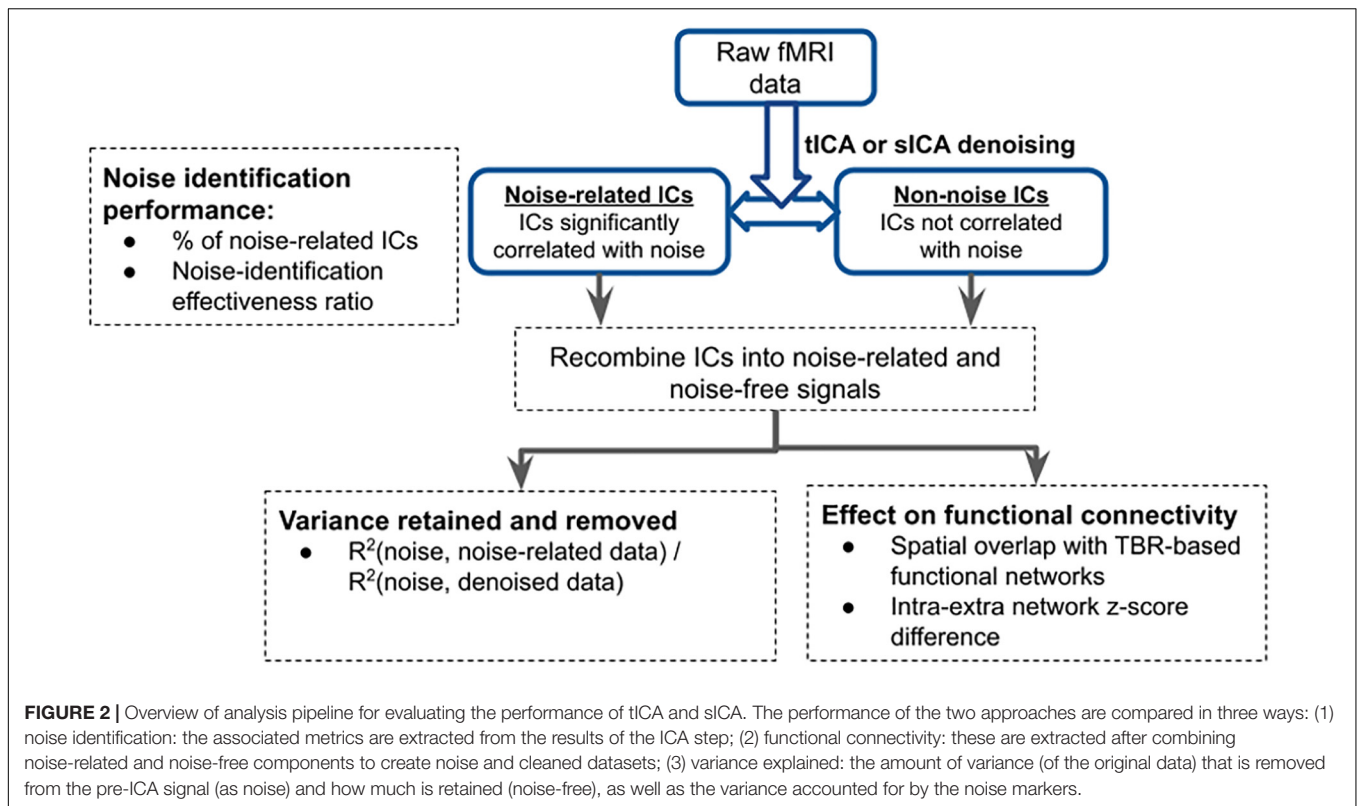 Raw fMRI
data
tICA or sICA denoising
Noise identification
performance:
● % of noise-related ICs
● Noise-identification
effectiveness ratio
Noise-related ICs
ICs significantly
correlated with noise
Non-noise ICs
ICs not correlated
with noise
Recombine ICs into noise-related and
noise-free signals
Variance retained and removed
● R²(noise, noise-related data) /
R²(noise, denoised data)
Effect on functional connectivity
● Spatial overlap with TBR-based
functional networks
● Intra-extra network z-score
difference
FIGURE 2 | Overview of analysis pipeline for evaluating the performance of tICA and sICA. The performance of the two approaches are compared in three ways: (1)
noise identification: the associated metrics are extracted from the results of the ICA step; (2) functional connectivity: these are extracted after combining
noise-related and noise-free components to create noise and cleaned datasets; (3) variance explained: the amount of variance (of the original data) that is removed
from the pre-ICA signal (as noise) and how much is retained (noise-free), as well as the variance accounted for by the noise markers.